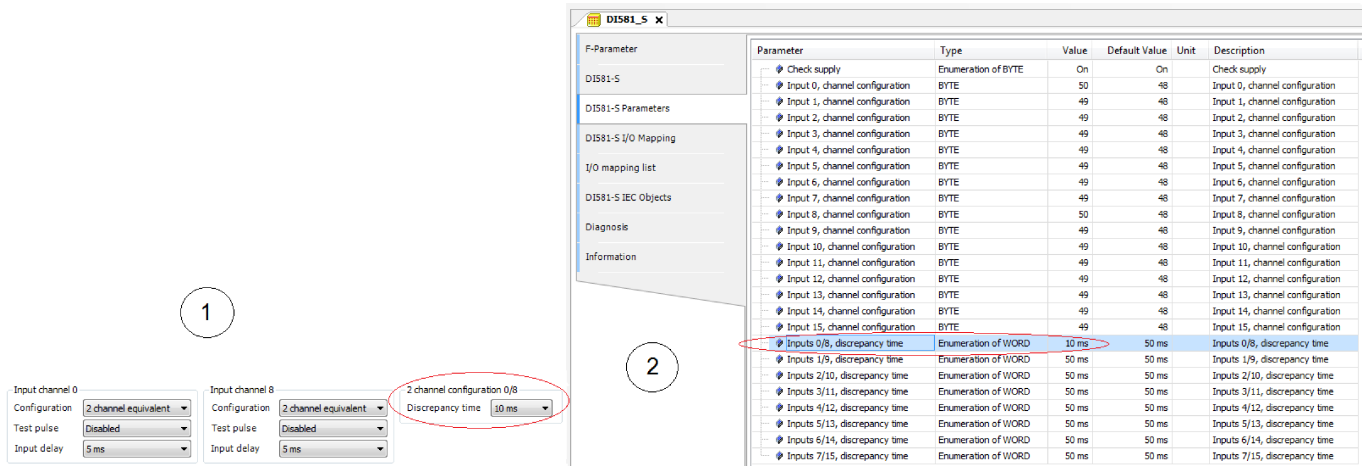 1
Input channel 0
Configuration 2 channel equivalent
Test pulse Disabled
Input delay 5 ms
Input channel 8
Configuration 2 channel equivalent
Test pulse Disabled
Input delay 5 ms
2 channel configuration 0/8
Discrepancy time 10 ms
2
DI581_S X
F-Parameter
DI581-S
DI581-S Parameters
DI581-S I/O Mapping
I/O mapping list
DI581-S IEC Objects
Diagnosis
Information
Parameter Type Value Default Value Unit Description
Check supply Enumeration of BYTE On On Check supply
Input 0, channel configuration BYTE 50 48 Input 0, channel configuration
Input 1, channel configuration BYTE 49 48 Input 1, channel configuration
Input 2, channel configuration BYTE 49 48 Input 2, channel configuration
Input 3, channel configuration BYTE 49 48 Input 3, channel configuration
Input 4, channel configuration BYTE 49 48 Input 4, channel configuration
Input 5, channel configuration BYTE 49 48 Input 5, channel configuration
Input 6, channel configuration BYTE 49 48 Input 6, channel configuration
Input 7, channel configuration BYTE 49 48 Input 7, channel configuration
Input 8, channel configuration BYTE 50 48 Input 8, channel configuration
Input 9, channel configuration BYTE 49 48 Input 9, channel configuration
Input 10, channel configuration BYTE 49 48 Input 10, channel configuration
Input 11, channel configuration BYTE 49 48 Input 11, channel configuration
Input 12, channel configuration BYTE 49 48 Input 12, channel configuration
Input 13, channel configuration BYTE 49 48 Input 13, channel configuration
Input 14, channel configuration BYTE 49 48 Input 14, channel configuration
Input 15, channel configuration BYTE 49 48 Input 15, channel configuration
Inputs 0/8, discrepancy time Enumeration of WORD 10 ms 50 ms Inputs 0/8, discrepancy time
Inputs 1/9, discrepancy time Enumeration of WORD 50 ms 50 ms Inputs 1/9, discrepancy time
Inputs 2/10, discrepancy time Enumeration of WORD 50 ms 50 ms Inputs 2/10, discrepancy time
Inputs 3/11, discrepancy time Enumeration of WORD 50 ms 50 ms Inputs 3/11, discrepancy time
Inputs 4/12, discrepancy time Enumeration of WORD 50 ms 50 ms Inputs 4/12, discrepancy time
Inputs 5/13, discrepancy time Enumeration of WORD 50 ms 50 ms Inputs 5/13, discrepancy time
Inputs 6/14, discrepancy time Enumeration of WORD 50 ms 50 ms Inputs 6/14, discrepancy time
Inputs 7/15, discrepancy time Enumeration of WORD 50 ms 50 ms Inputs 7/15, discrepancy time